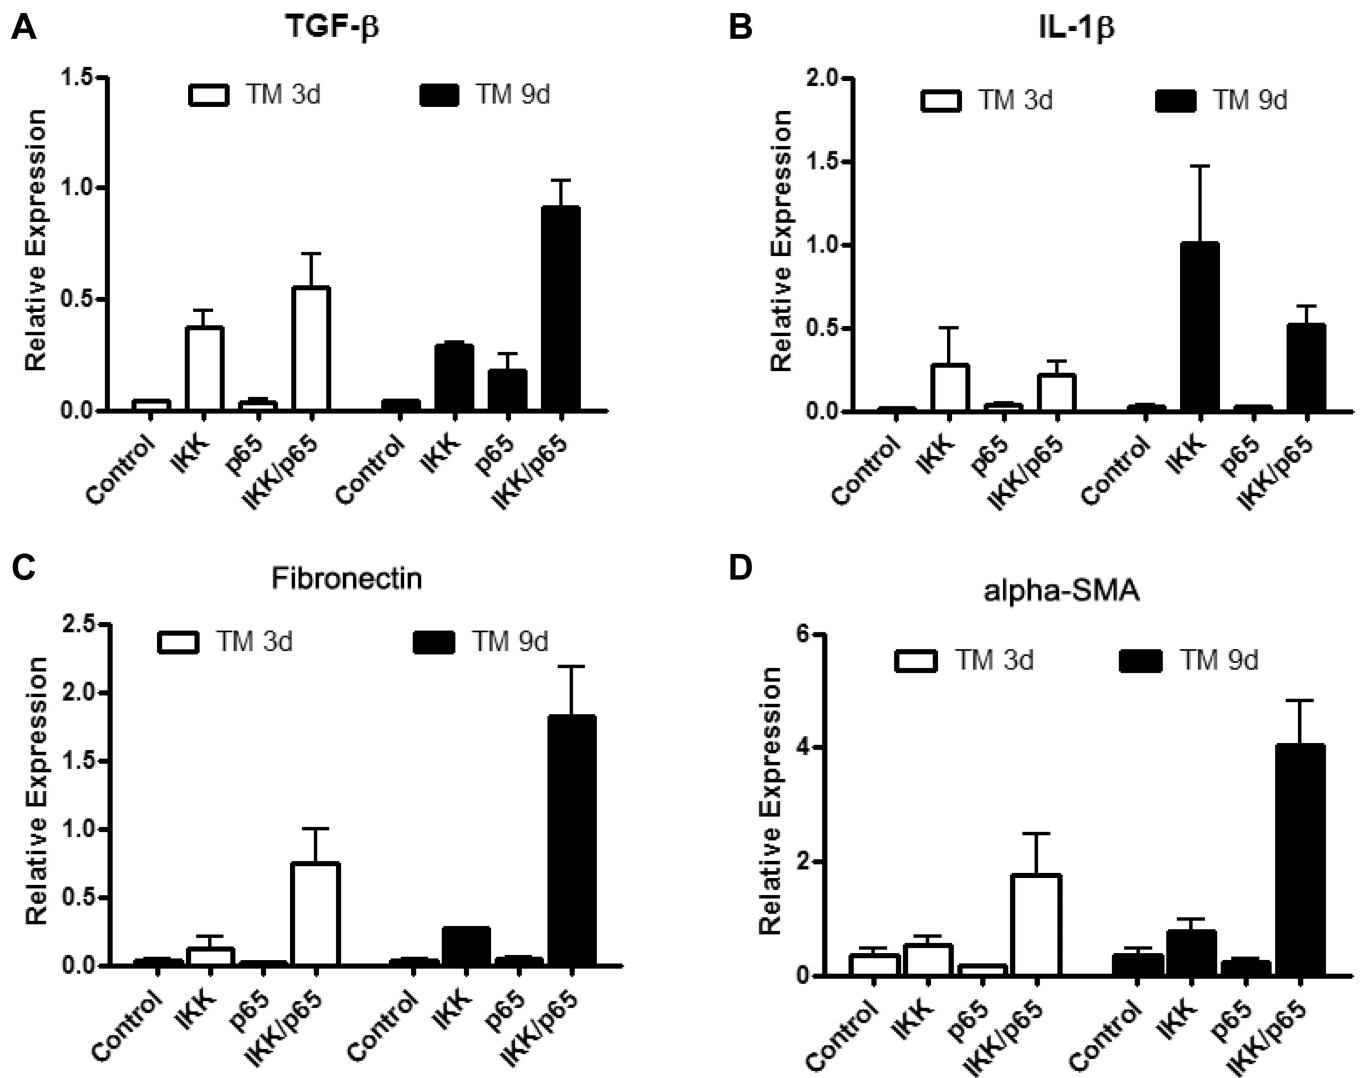 A
TGF-β
Relative Expression
1.5
1.0
0.5
0.0
TM 3d
TM 9d
Control
IKK
p65
IKK/p65
Control
IKK
p65
IKK/p65
B
IL-1β
Relative Expression
2.0
1.5
1.0
0.5
0.0
TM 3d
TM 9d
Control
IKK
p65
IKK/p65
Control
IKK
p65
IKK/p65
C
Fibronectin
Relative Expression
2.5
2.0
1.5
1.0
0.5
0.0
TM 3d
TM 9d
Control
IKK
p65
IKK/p65
Control
IKK
p65
IKK/p65
D
alpha-SMA
Relative Expression
6
4
2
0
TM 3d
TM 9d
Control
IKK
p65
IKK/p65
Control
IKK
p65
IKK/p65